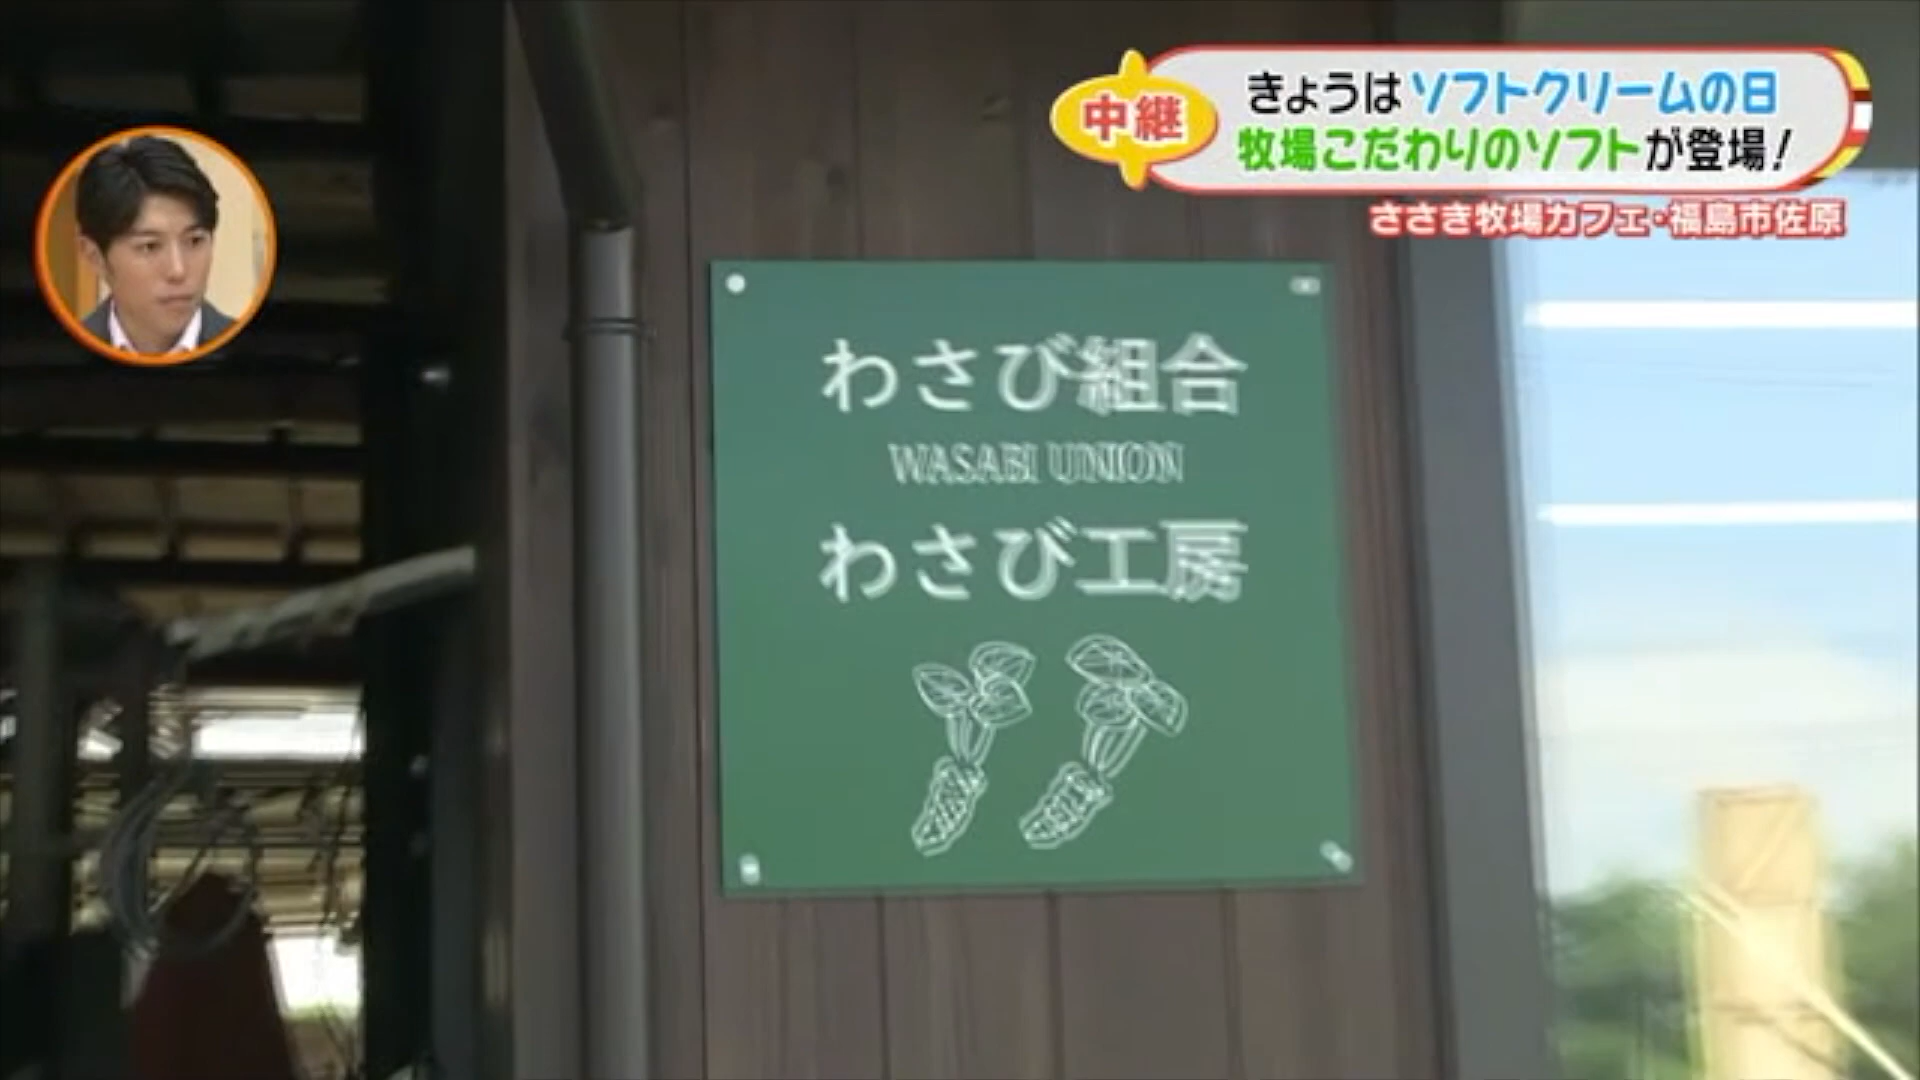 中継
きょうはソフトクリームの日
牧場こだわりのソフトが登場!
ささき牧場カフェ・福島市佐原
わさび組合
WASABI UNION
わさび工房